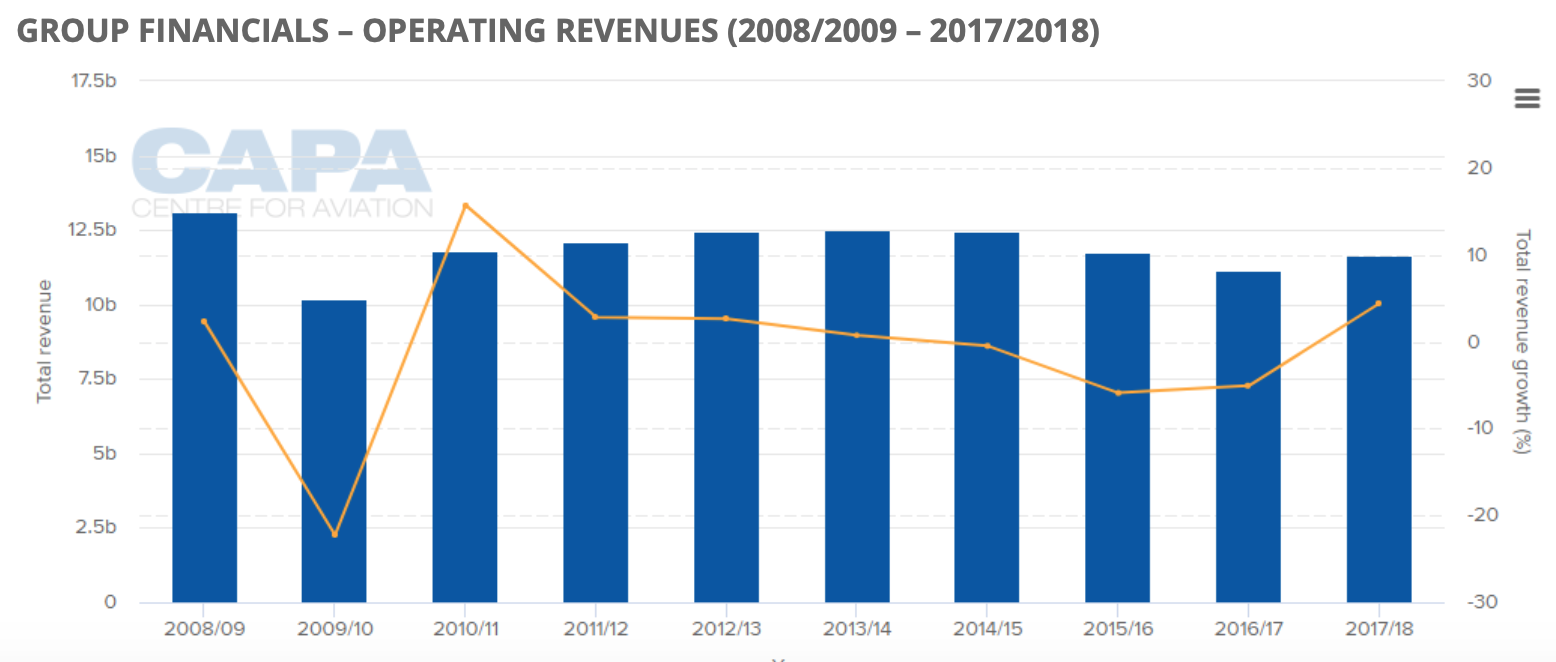 GROUP FINANCIALS – OPERATING REVENUES (2008/2009 – 2017/2018)
17.5b
15b
12.5b
10b
7.5b
5b
2.5b
0
Total revenue
CAPA
CENTRE FOR AVIATION
30
20
10
0
-10
-20
-30
Total revenue growth (%)
2008/09 2009/10 2010/11 2011/12 2012/13 2013/14 2014/15 2015/16 2016/17 2017/18